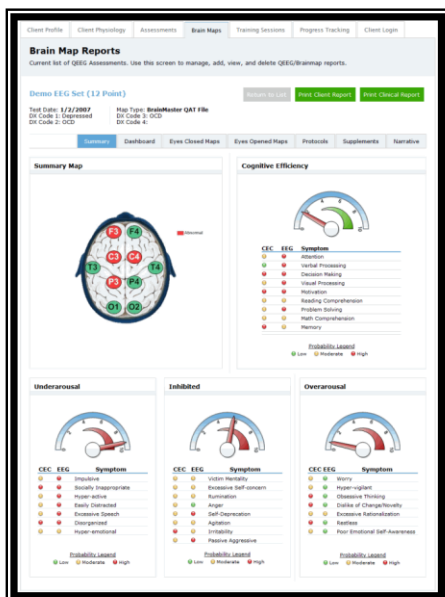 Client Profile Client Physiology Assessments Brain Maps Training Sessions Progress Tracking Client Login
Brain Map Reports
Current list of QEEG Assessments. Use this screen to manage, add, view, and delete QEEG/Brainmap reports.
Demo EEG Set (12 Point)
Return to List Print Client Report Print Clinical Report
Test Date: 1/2/2007 Map Type: BrainMaster QAT File
DX Code 1: Depressed DX Code 3: OCD
DX Code 2: OCD DX Code 4:
Summary Dashboard Eyes Closed Maps Eyes Opened Maps Protocols Supplements Narrative
Summary Map
F3 F4
C3 C4
T3 T4
P3 P4
O1 O2
Abnormal
Cognitive Efficiency
CEC EEG Symptom
Attention
Verbal Processing
Decision Making
Visual Processing
Motivation
Reading Comprehension
Problem Solving
Math Comprehension
Memory
Probability Legend
Low Moderate High
Underarousal
CEC EEG Symptom
Impulsive
Socially Inappropriate
Hyper-active
Easily Distracted
Excessive Speech
Disorganized
Hyper-emotional
Probability Legend
Low Moderate High
Inhibited
CEC EEG Symptom
Victim Mentality
Excessive Self-concern
Rumination
Anger
Self-Deprecation
Agitation
Irritability
Passive Aggressive
Probability Legend
Low Moderate High
Overarousal
CEC EEG Symptom
Worry
Hyper-vigilant
Obsessive Thinking
Dislike of Change/Novelty
Excessive Rationalization
Restless
Poor Emotional Self-Awareness
Probability Legend
Low Moderate High